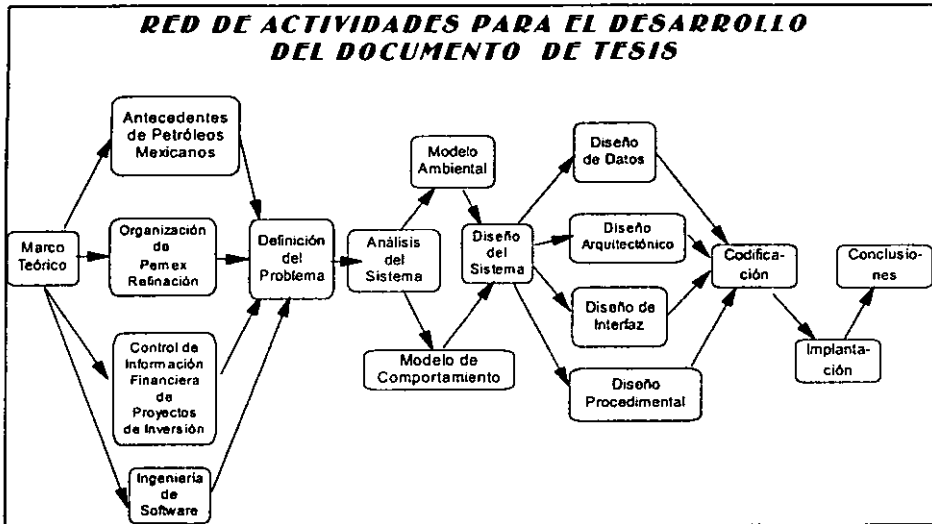 RED DE ACTIVIDADES PARA EL DESARROLLO
DEL DOCUMENTO DE TESIS
Marco
Teórico
Antecedentes
de Petróleos
Mexicanos
Organización
de
Pemex
Refinación
Control de
Información
Financiera
de
Proyectos
de Inversión
Ingeniería
de
Software
Definición
del
Problema
Análisis
del
Sistema
Modelo
Ambiental
Modelo de
Comportamiento
Diseño
del
Sistema
Diseño
de Datos
Diseño
Arquitectónico
Diseño de
Interfaz
Diseño
Procedimental
Codifica-
ción
Implanta-
ción
Conclusio-
nes